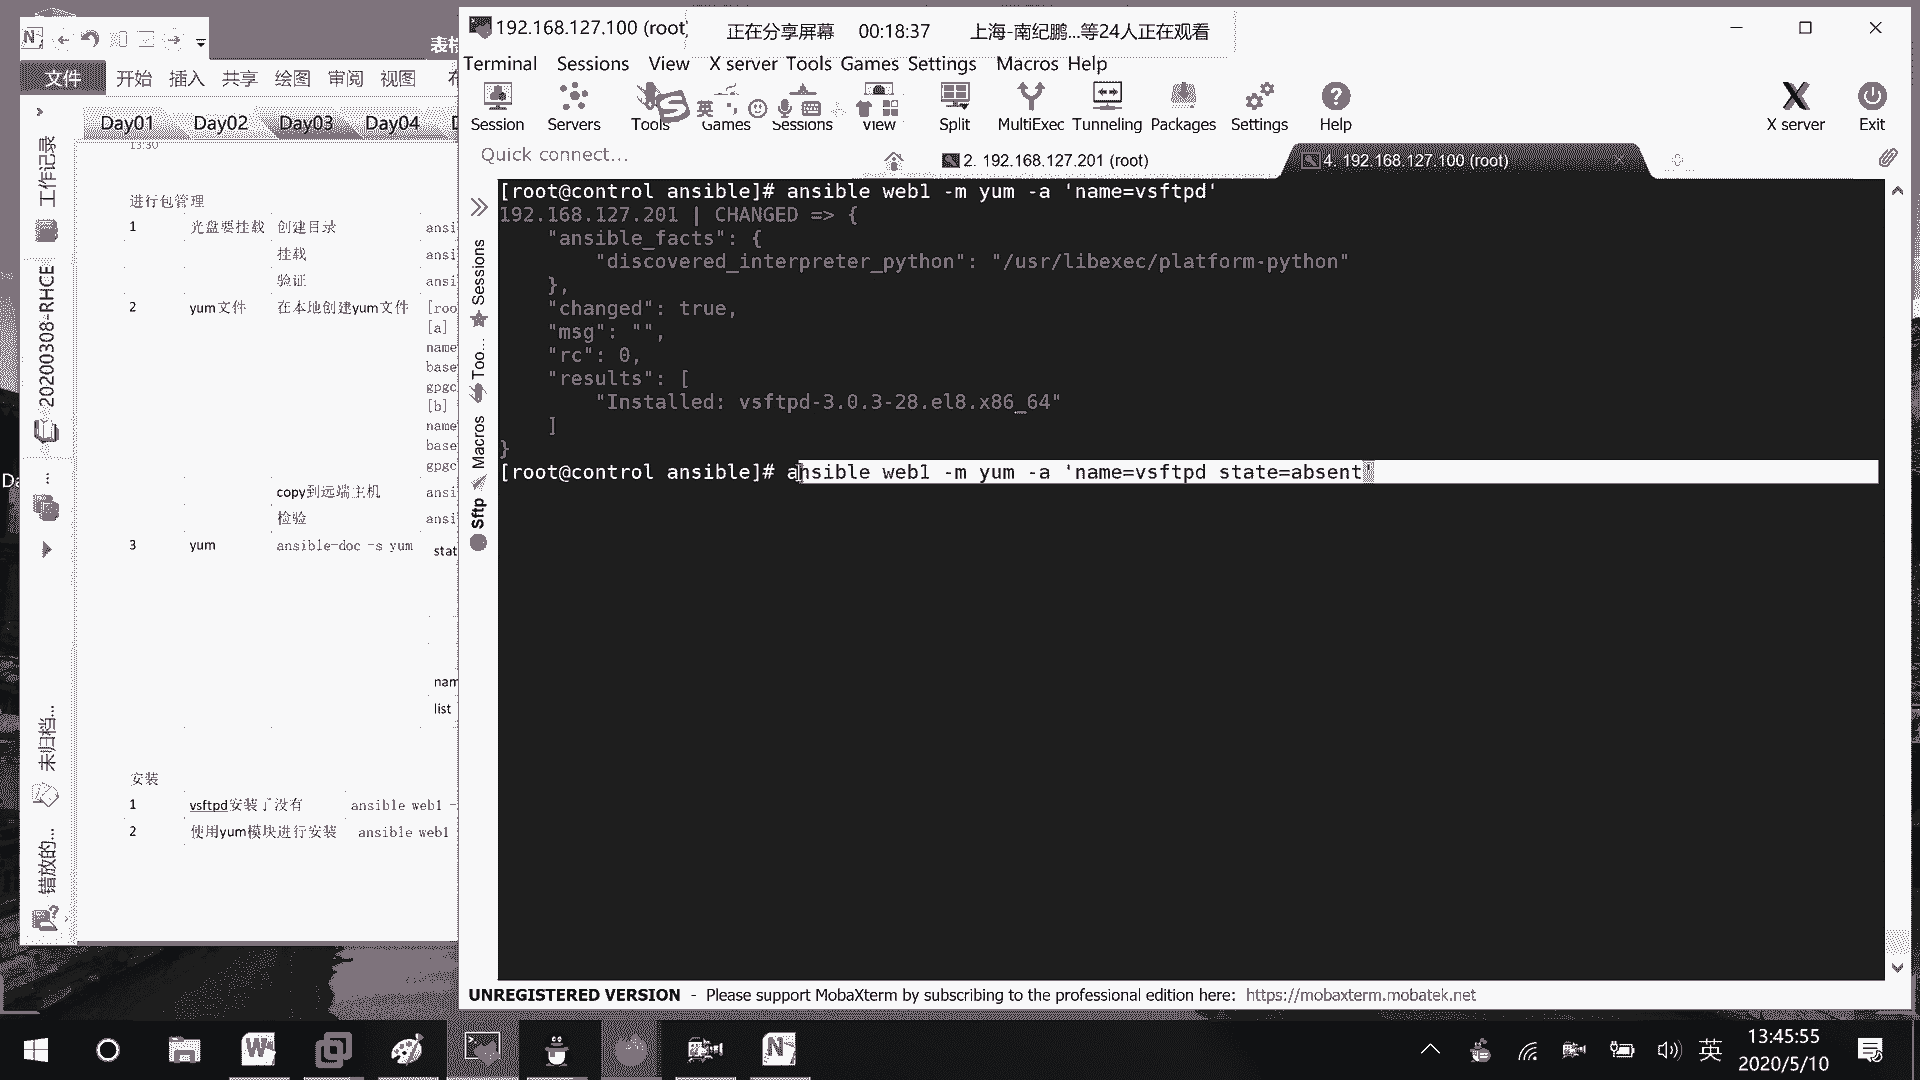 192.168.127.100 (root)
正在分享屏幕 00:18:37 上海-南纪鹏...等24人正在观看
Terminal Sessions View X server Tools Games Settings Macros Help
Session Servers Tools Games Sessions View Split MultiExec Tunneling Packages Settings Help X server Exit
英
Quick connect...
2. 192.168.127.201 (root)
4. 192.168.127.100 (root)
[root@control ansible]# ansible web1 -m yum -a 'name=vsftpd'
192.168.127.201 | CHANGED => {
"ansible_facts": {
"discovered_interpreter_python": "/usr/libexec/platform-python"
},
"changed": true,
"msg": "",
"rc": 0,
"results": [
"Installed: vsftpd-3.0.3-28.el8.x86_64"
]
}
[root@control ansible]# ansible web1 -m yum -a 'name=vsftpd state=absent'
Sessions
Too...
Macros
Sftp
UNREGISTERED VERSION - Please support MobaXterm by subscribing to the professional edition here: https://mobaxterm.mobatek.net
文件 开始 插入 共享 绘图 审阅 视图
Day01 Day02 Day03 Day04
工作记录
20200308-RHCE
...
未归档...
错放的...
13:30
进行包管理
1 光盘要挂载 创建目录 ansi
挂载 ansi
验证 ansi
2 yum文件 在本地创建yum文件 [roo
[a]
name
base
gpgc
[b]
name
base
gpgc
copy到远端主机 ansi
检验 ansi
3 yum ansible-doc -s yum stat
nam
list
安装
1 vsftpd安装了没有 ansible web1 -
2 使用yum模块进行安装 ansible web1
英
13:45:55
2020/5/10